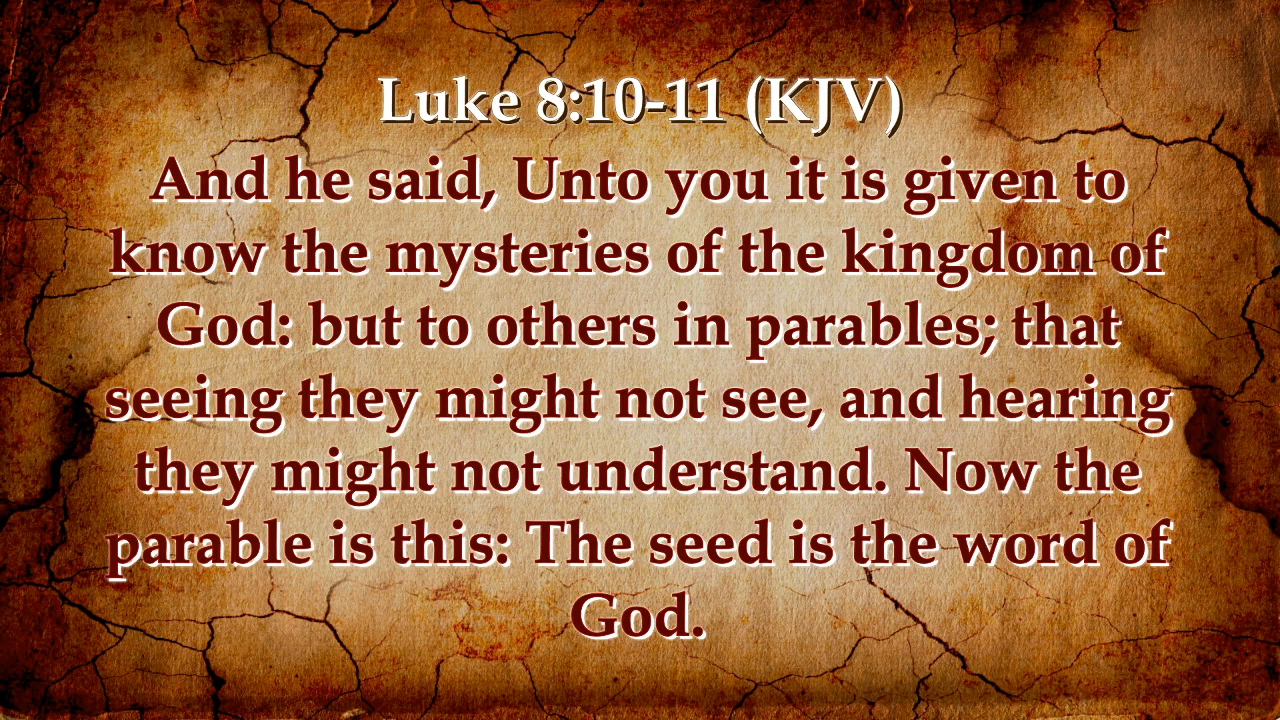 Luke 8:10-11 (KJV)
And he said, Unto you it is given to
know the mysteries of the kingdom of
God: but to others in parables; that
seeing they might not see, and hearing
they might not understand. Now the
parable is this: The seed is the word of
God.